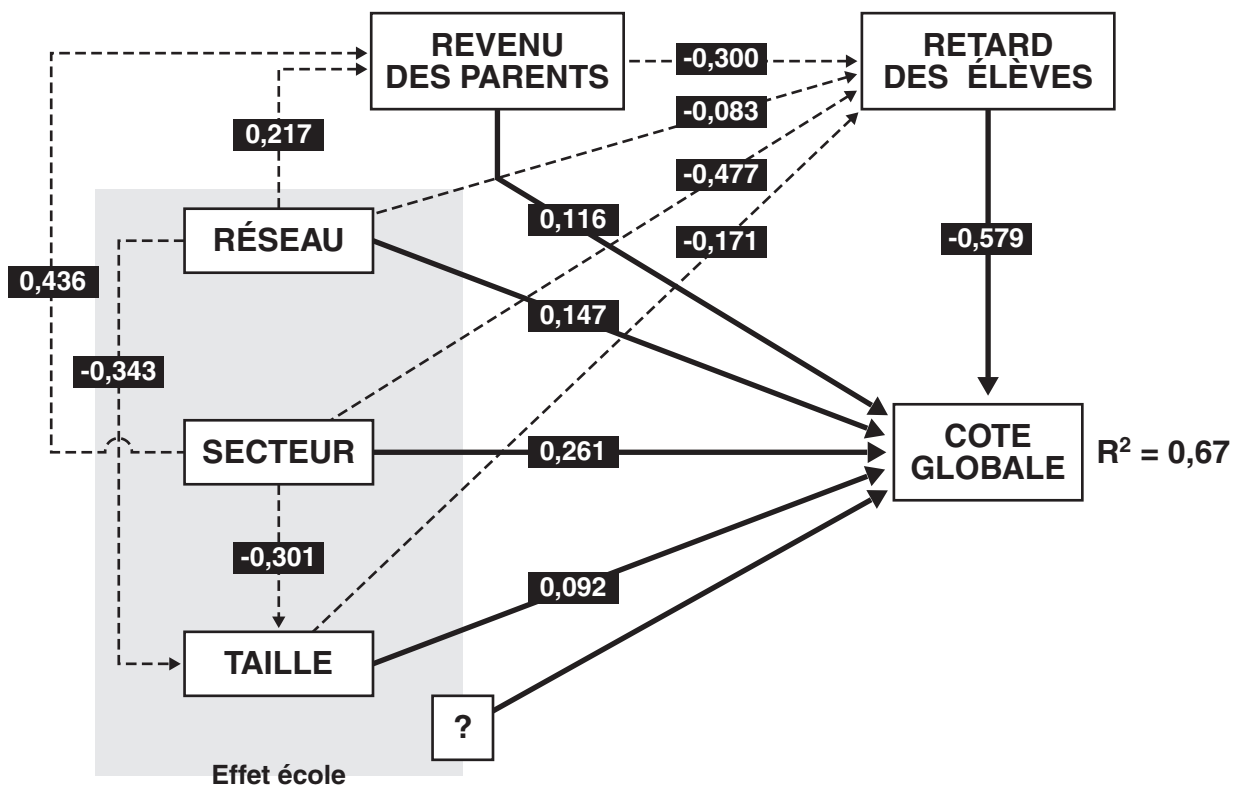 REVENU
DES PARENTS
-0,300
RETARD
DES ÉLÈVES
-0,083
0,217
-0,477
0,116
-0,171
-0,579
RÉSEAU
0,436
0,147
-0,343
SECTEUR
0,261
COTE
GLOBALE
R² = 0,67
-0,301
0,092
TAILLE
?
Effet école